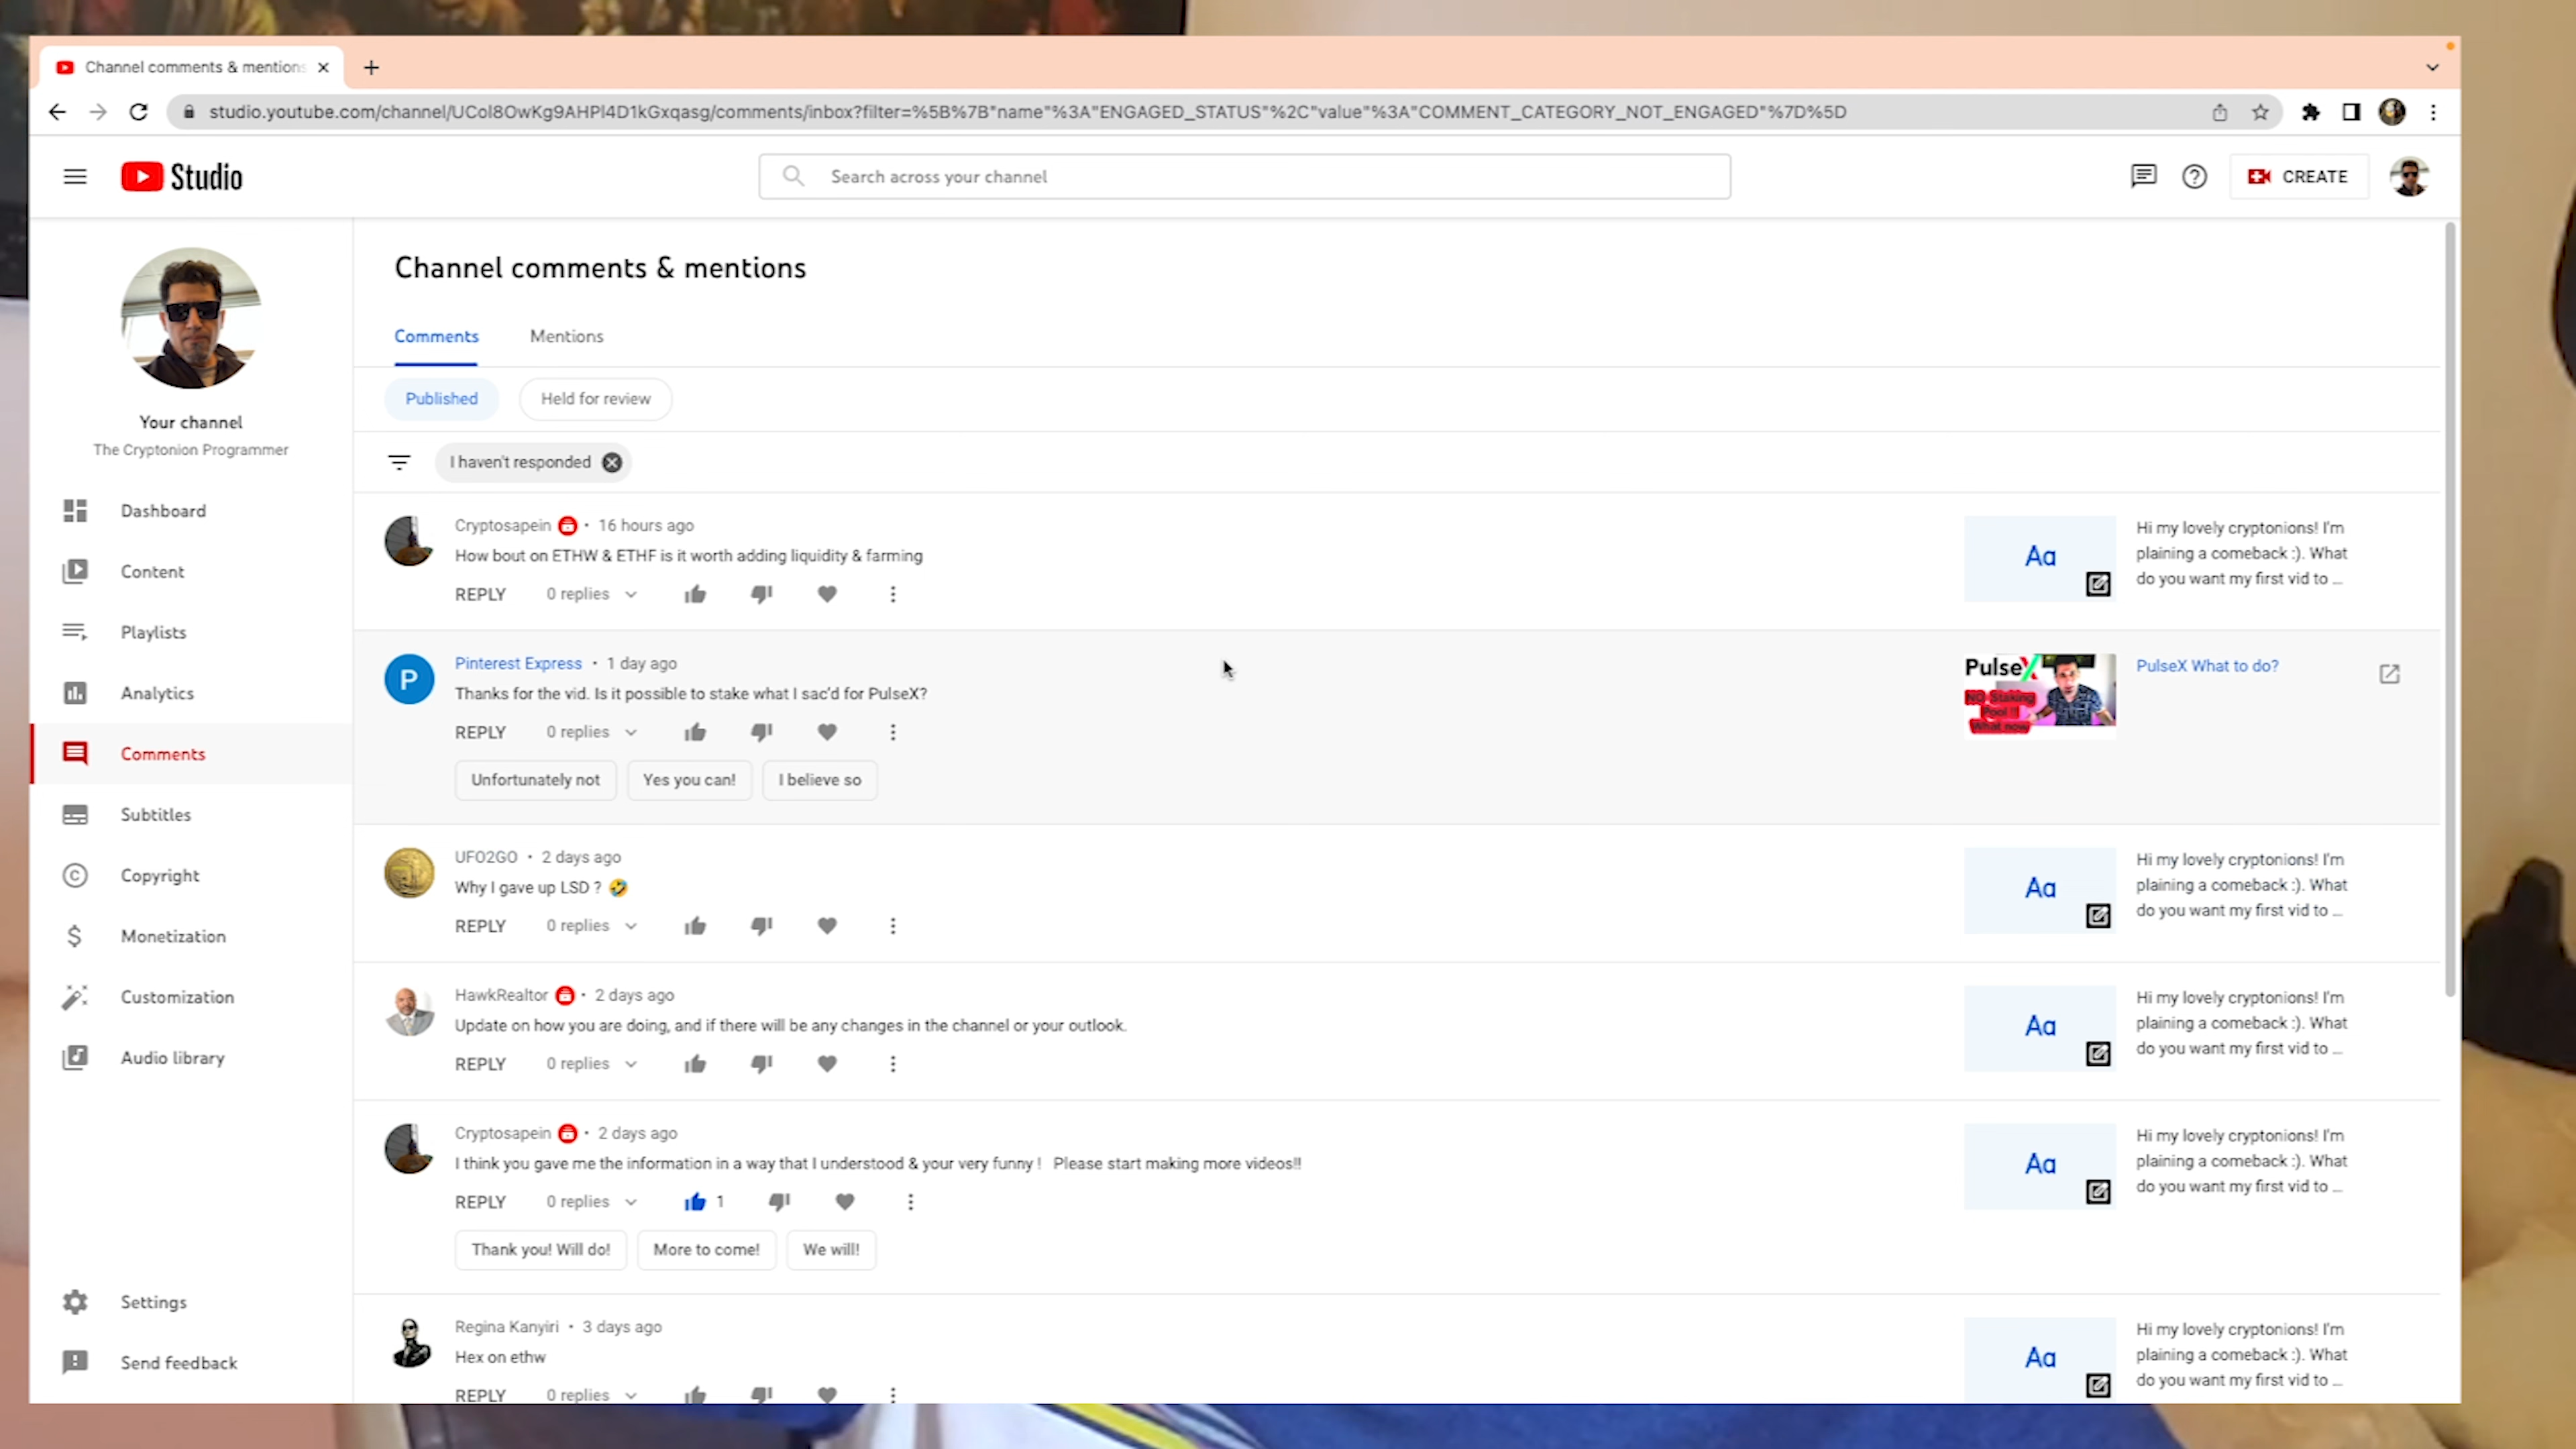 Channel comments & mentions
studio.youtube.com/channel/UCol8OwKg9AHPl4D1kGxqasg/comments/inbox?filter=%5B%7B"name"%3A"ENGAGED_STATUS"%2C"value"%3A"COMMENT_CATEGORY_NOT_ENGAGED"%7D%5D
Studio
Search across your channel
CREATE
Your channel
The Cryptonion Programmer
Dashboard
Content
Playlists
Analytics
Comments
Subtitles
Copyright
Monetization
Customization
Audio library
Settings
Send feedback
Channel comments & mentions
Comments Mentions
Published Held for review
I haven't responded
Cryptosapein • 16 hours ago
How bout on ETHW & ETHF is it worth adding liquidity & farming
REPLY 0 replies
Aa
Hi my lovely cryptonions! I'm
plaining a comeback :). What
do you want my first vid to ...
Pinterest Express • 1 day ago
Thanks for the vid. Is it possible to stake what I sac'd for PulseX?
REPLY 0 replies
Unfortunately not Yes you can! I believe so
P
PulseX
NO Staking
Pool !!
What now
PulseX What to do?
UFO2GO • 2 days ago
Why I gave up LSD ? 🤣
REPLY 0 replies
Aa
Hi my lovely cryptonions! I'm
plaining a comeback :). What
do you want my first vid to ...
HawkRealtor • 2 days ago
Update on how you are doing, and if there will be any changes in the channel or your outlook.
REPLY 0 replies
Aa
Hi my lovely cryptonions! I'm
plaining a comeback :). What
do you want my first vid to ...
Cryptosapein • 2 days ago
I think you gave me the information in a way that I understood & your very funny ! Please start making more videos!!
REPLY 0 replies 1
Thank you! Will do! More to come! We will!
Aa
Hi my lovely cryptonions! I'm
plaining a comeback :). What
do you want my first vid to ...
Regina Kanyiri • 3 days ago
Hex on ethw
REPLY 0 replies
Aa
Hi my lovely cryptonions! I'm
plaining a comeback :). What
do you want my first vid to ...